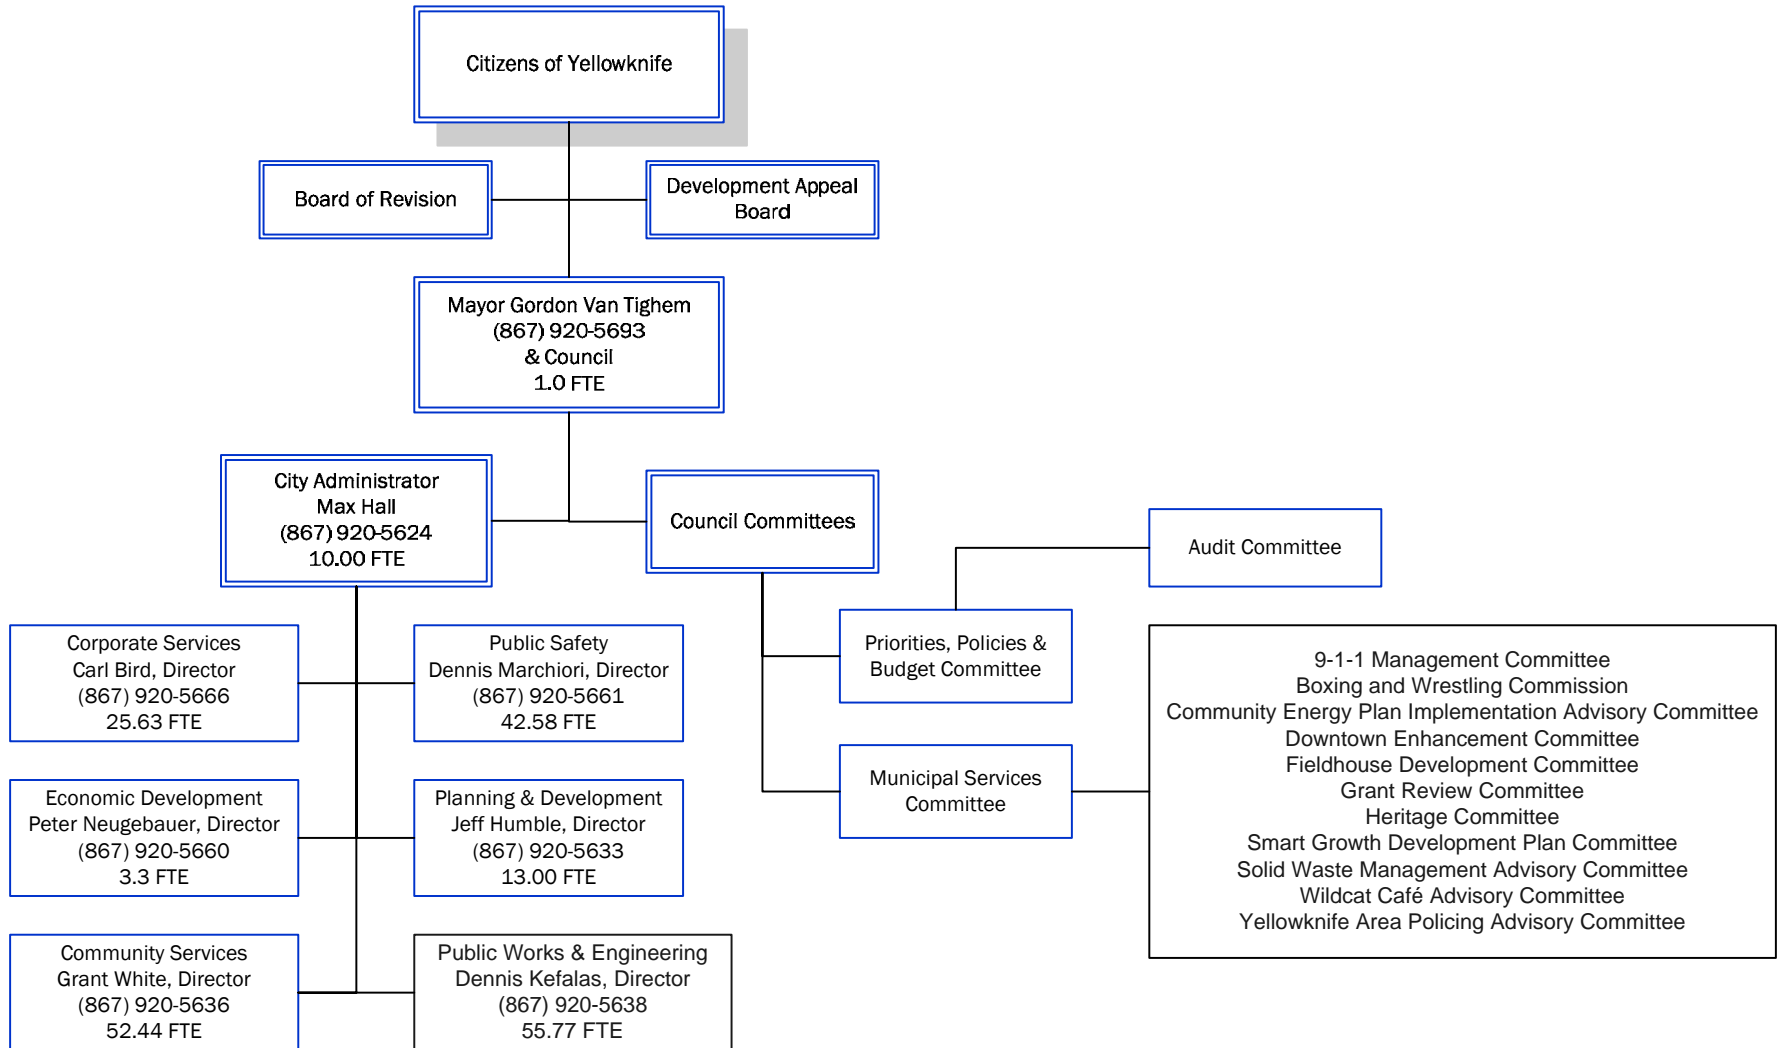 Citizens of Yellowknife
Board of Revision
Development Appeal
Board
Mayor Gordon Van Tighem
(867) 920-5693
& Council
1.0 FTE
City Administrator
Max Hall
(867) 920-5624
10.00 FTE
Council Committees
Audit Committee
Corporate Services
Carl Bird, Director
(867) 920-5666
25.63 FTE
Public Safety
Dennis Marchiori, Director
(867) 920-5661
42.58 FTE
Priorities, Policies &
Budget Committee
Economic Development
Peter Neugebauer, Director
(867) 920-5660
3.3 FTE
Planning & Development
Jeff Humble, Director
(867) 920-5633
13.00 FTE
Municipal Services
Committee
9-1-1 Management Committee
Boxing and Wrestling Commission
Community Energy Plan Implementation Advisory Committee
Downtown Enhancement Committee
Fieldhouse Development Committee
Grant Review Committee
Heritage Committee
Smart Growth Development Plan Committee
Solid Waste Management Advisory Committee
Wildcat Café Advisory Committee
Yellowknife Area Policing Advisory Committee
Community Services
Grant White, Director
(867) 920-5636
52.44 FTE
Public Works & Engineering
Dennis Kefalas, Director
(867) 920-5638
55.77 FTE